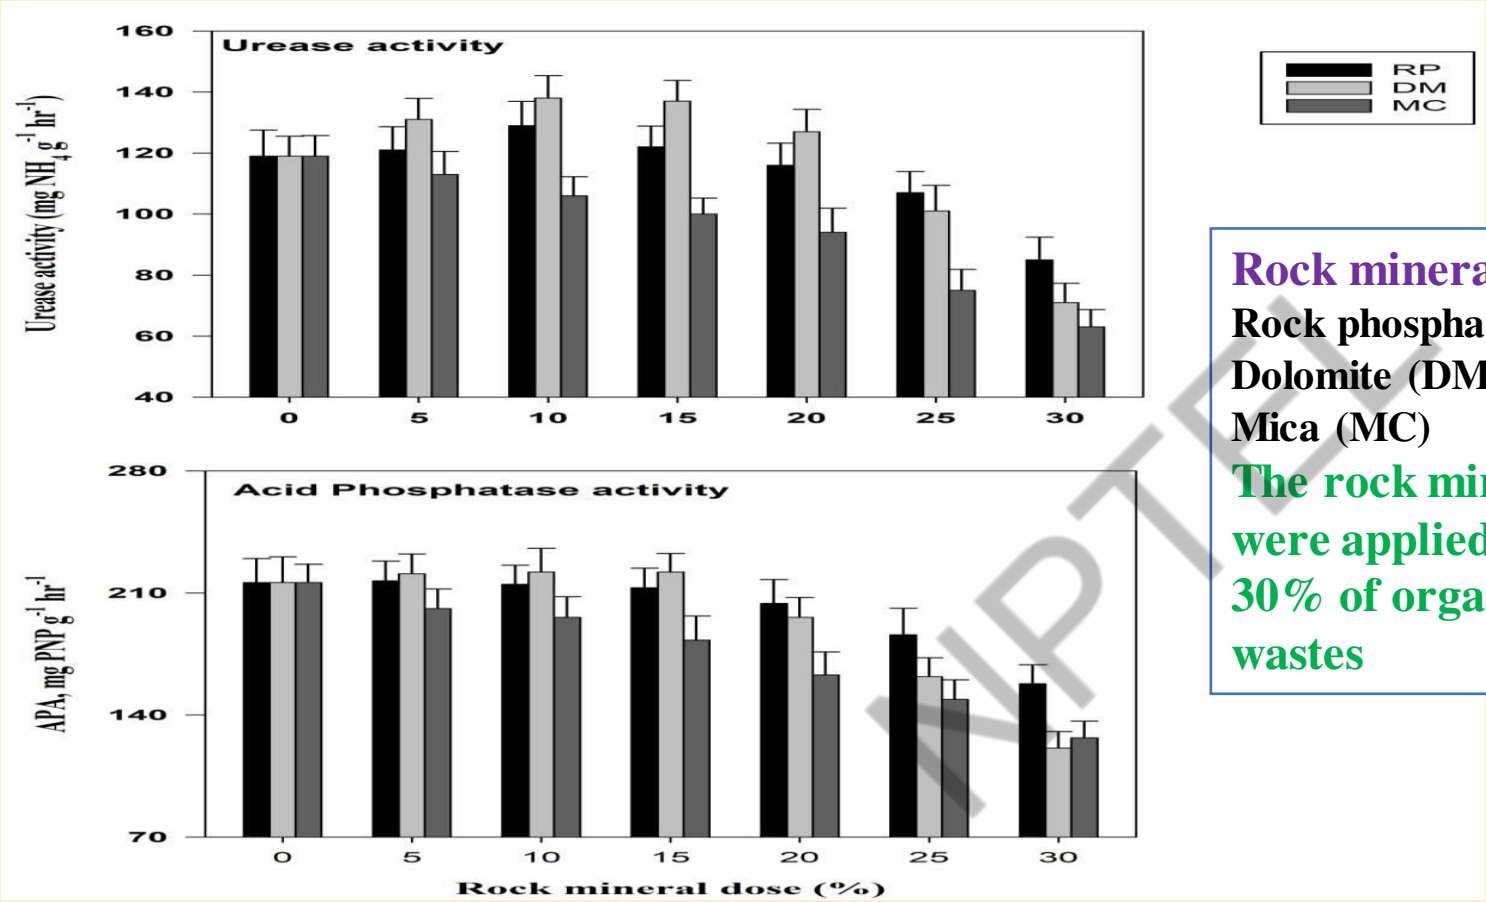 160
140
120
100
80
60
40
Urease activity
Urease activity (mg NH4 g-1 hr-1)
0 5 10 15 20 25 30
RP
DM
MC
280
210
140
70
Acid Phosphatase activity
APA, mg PNP g-1 hr-1
0 5 10 15 20 25 30
Rock mineral dose (%)
Rock minera
Rock phospha
Dolomite (DM
Mica (MC)
The rock min
were applied
30% of orga
wastes
NPTEL